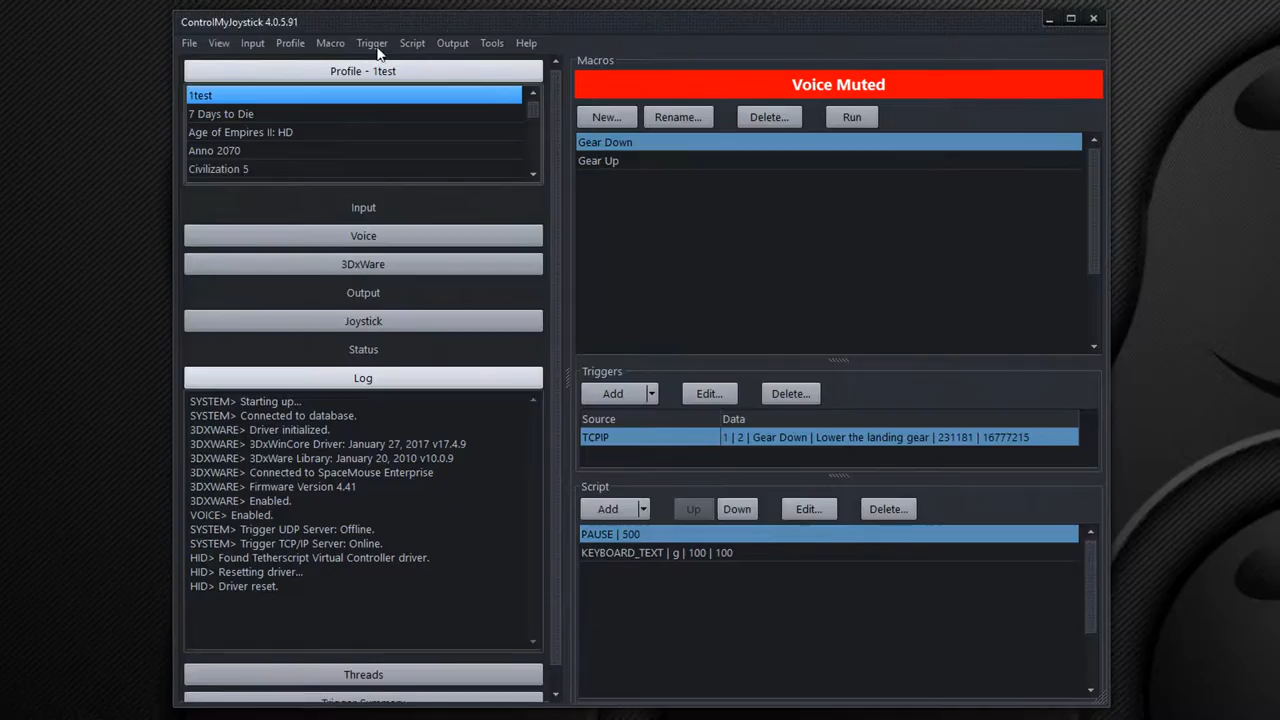 ControlMyJoystick 4.0.5.91
File View Input Profile Macro Trigger Script Output Tools Help
Profile - 1test
1test
7 Days to Die
Age of Empires II: HD
Anno 2070
Civilization 5
Input
Voice
3DxWare
Output
Joystick
Status
Log
SYSTEM> Starting up...
SYSTEM> Connected to database.
3DXWARE> Driver initialized.
3DXWARE> 3DxWinCore Driver: January 27, 2017 v17.4.9
3DXWARE> 3DxWare Library: January 20, 2010 v10.0.9
3DXWARE> Connected to SpaceMouse Enterprise
3DXWARE> Firmware Version 4.41
3DXWARE> Enabled.
VOICE> Enabled.
SYSTEM> Trigger UDP Server: Offline.
SYSTEM> Trigger TCP/IP Server: Online.
HID> Found Tetherscript Virtual Controller driver.
HID> Resetting driver...
HID> Driver reset.
Threads
Trigger Summary
Macros
Voice Muted
New... Rename... Delete... Run
Gear Down
Gear Up
Triggers
Add Edit... Delete...
Source Data
TCPIP 1 | 2 | Gear Down | Lower the landing gear | 231181 | 16777215
Script
Add Up Down Edit... Delete...
PAUSE | 500
KEYBOARD_TEXT | g | 100 | 100